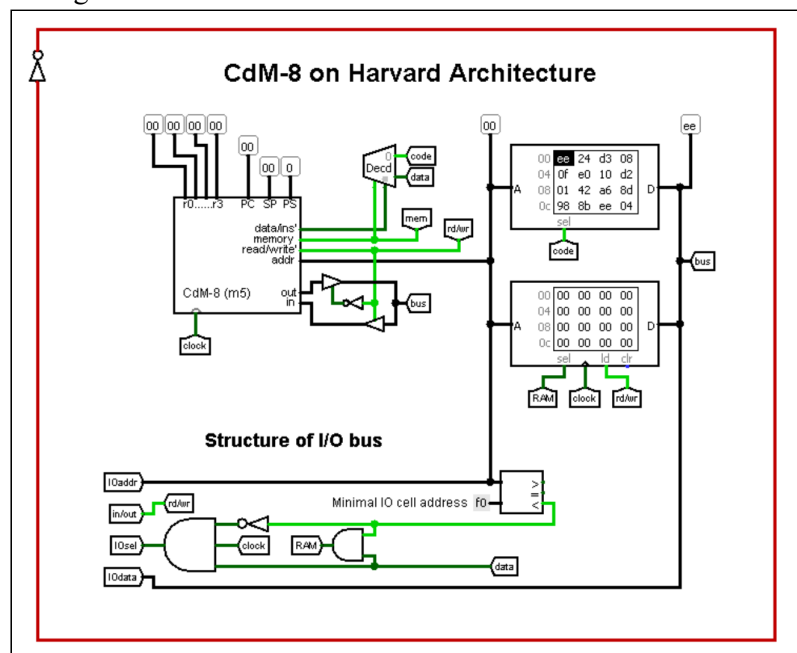 CdM-8 on Harvard Architecture
00 00 00 00
00
00 0
r0......r3 PC SP PS
0
Decd
code
data
mem
rd/wr
data/ins'
memory
read/write'
addr
out
in
CdM-8 (m5)
clock
bus
00
ee
A
00 ee 24 d3 08
04 0f e0 10 d2
08 01 42 a6 8d
0c 98 8b ee 04
D
sel
code
bus
A
00 00 00 00 00
04 00 00 00 00
08 00 00 00 00
0c 00 00 00 00
D
sel ld clr
RAM clock rd/wr
Structure of I/O bus
IOaddr
in/out
rd/wr
IOsel
IOdata
clock
RAM
Minimal IO cell address f0
>
=
<
data